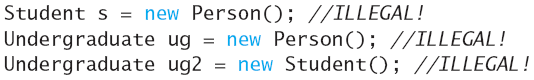 Student s = new Person(); //ILLEGAL!
Undergraduate ug = new Person(); //ILLEGAL!
Undergraduate ug2 = new Student(); //ILLEGAL!